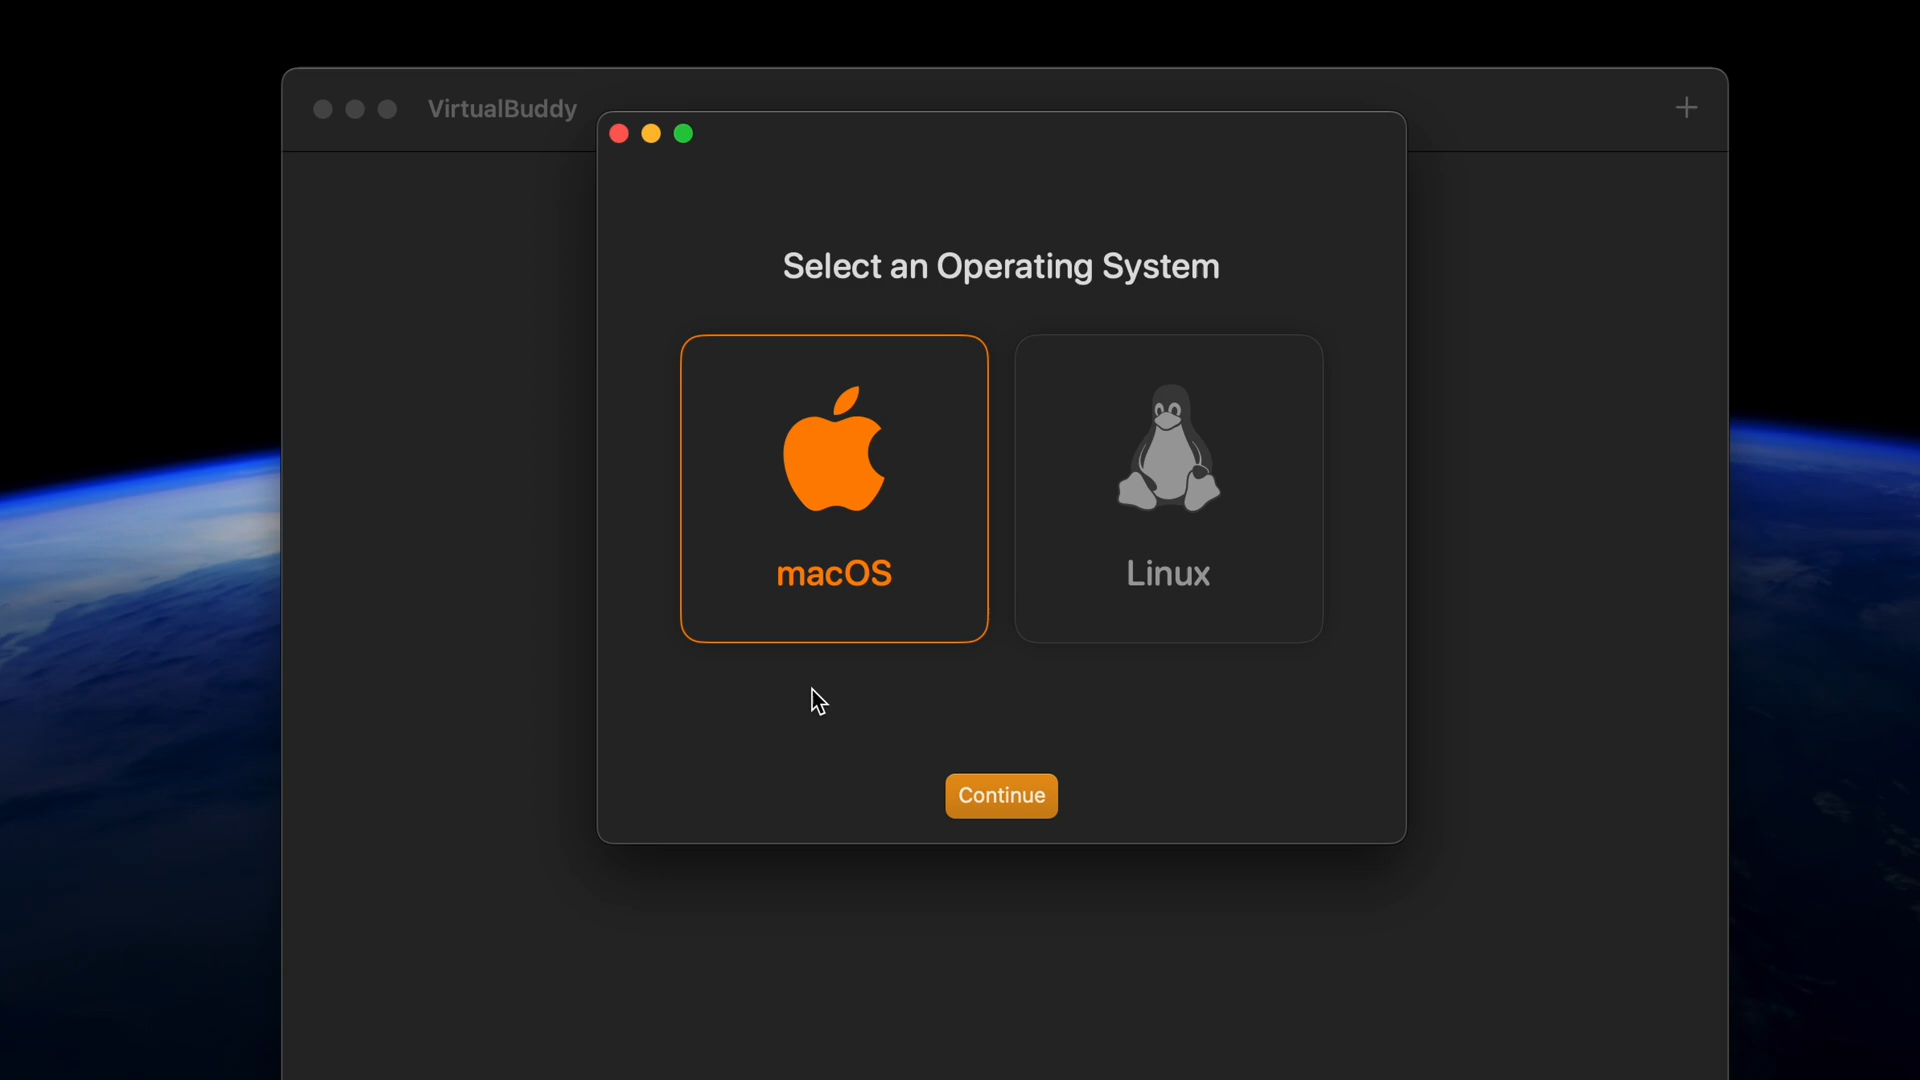 VirtualBuddy
Select an Operating System
macOS
Linux
Continue